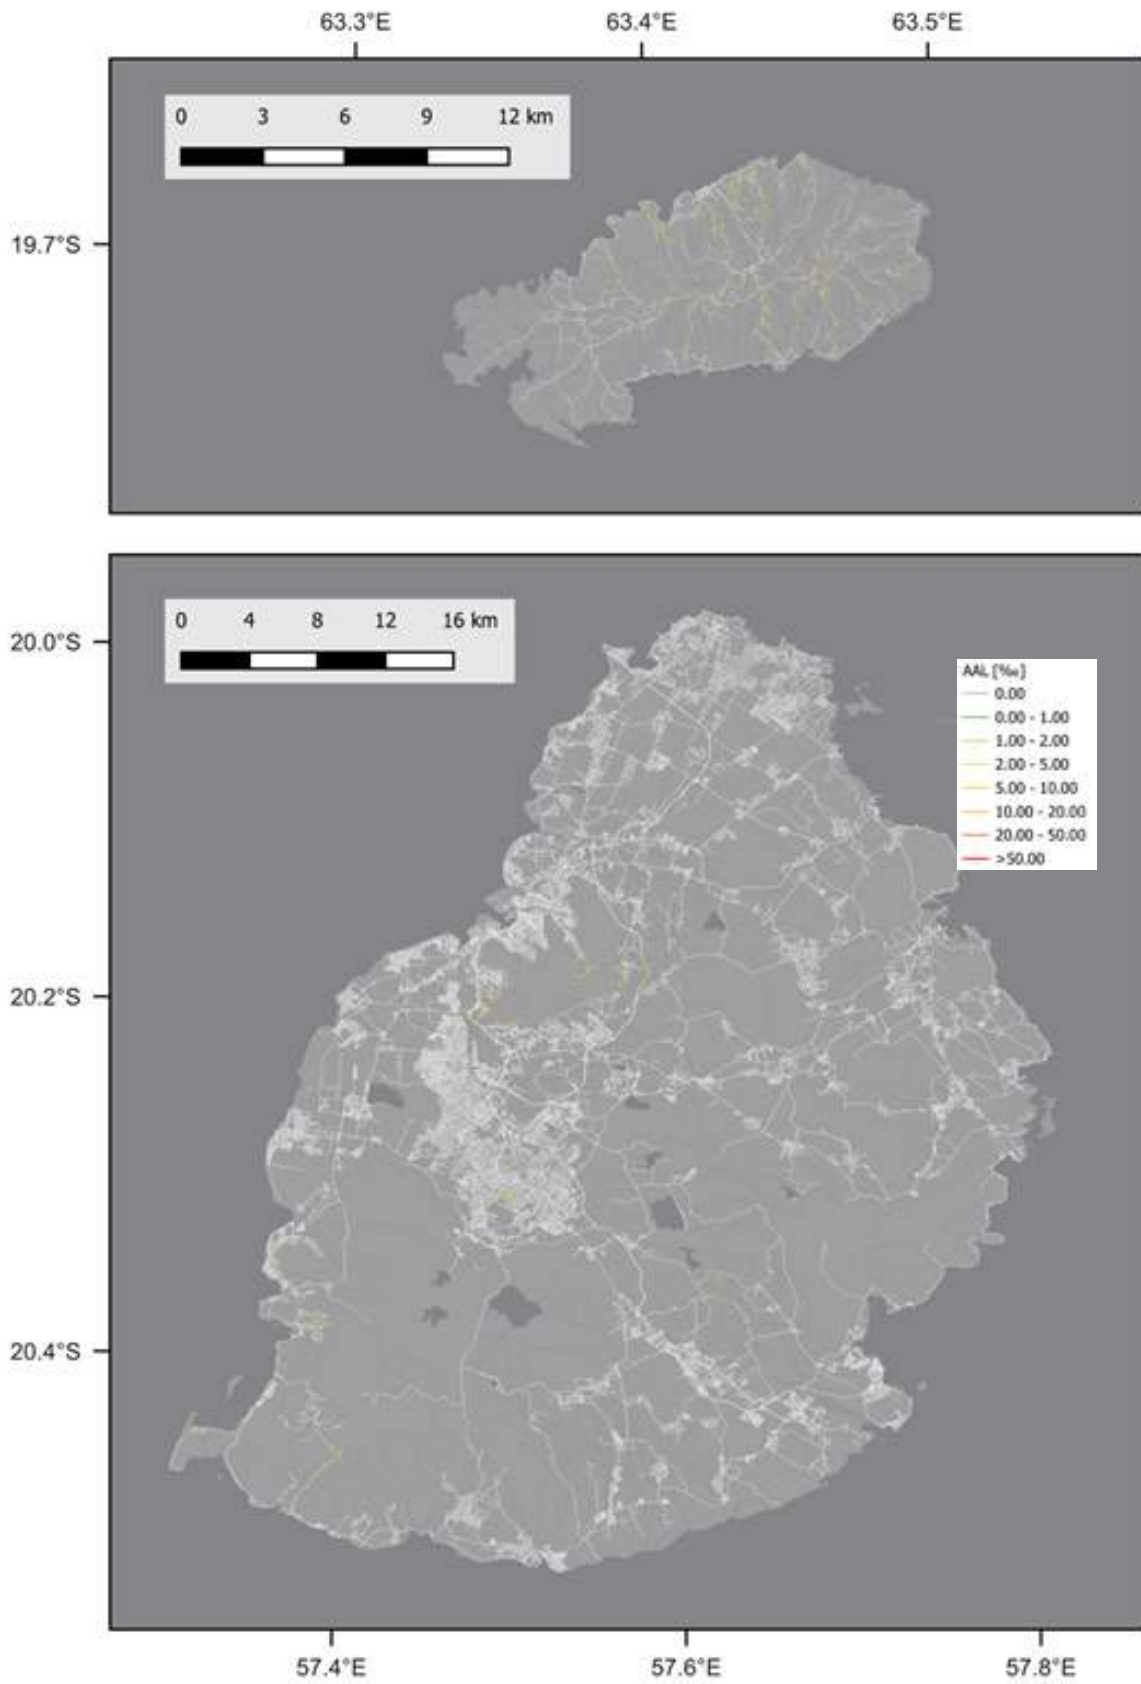 63.3°E 63.4°E 63.5°E
0 3 6 9 12 km
19.7°S
0 4 8 12 16 km
20.0°S
AAL [‰]
0.00
0.00 - 1.00
1.00 - 2.00
2.00 - 5.00
5.00 - 10.00
10.00 - 20.00
20.00 - 50.00
>50.00
20.2°S
20.4°S
57.4°E 57.6°E 57.8°E